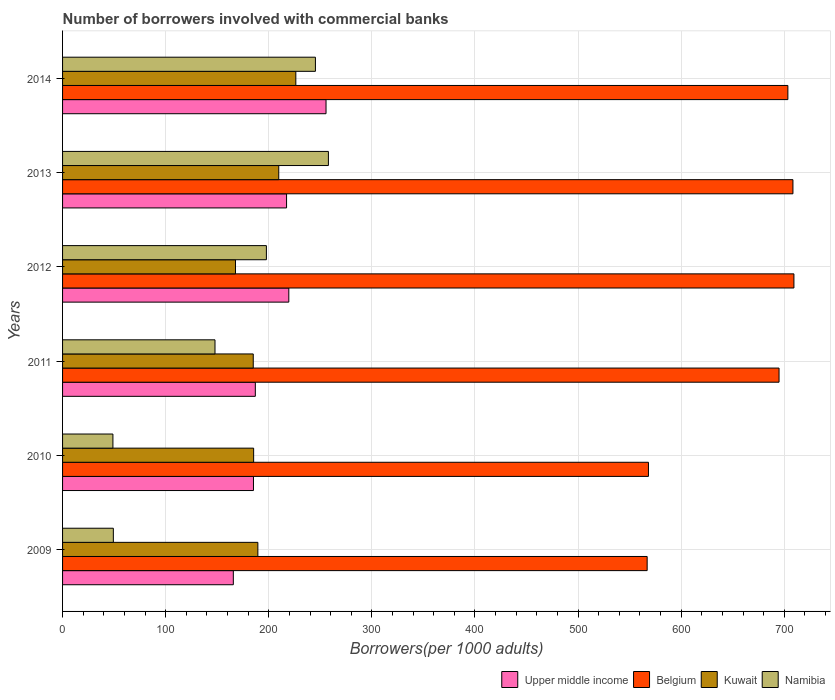 Number of borrowers involved with commercial banks
2014
2013
2012
2011
2010
2009
Years
0 100 200 300 400 500 600 700
Borrowers(per 1000 adults)
Upper middle income Belgium Kuwait Namibia